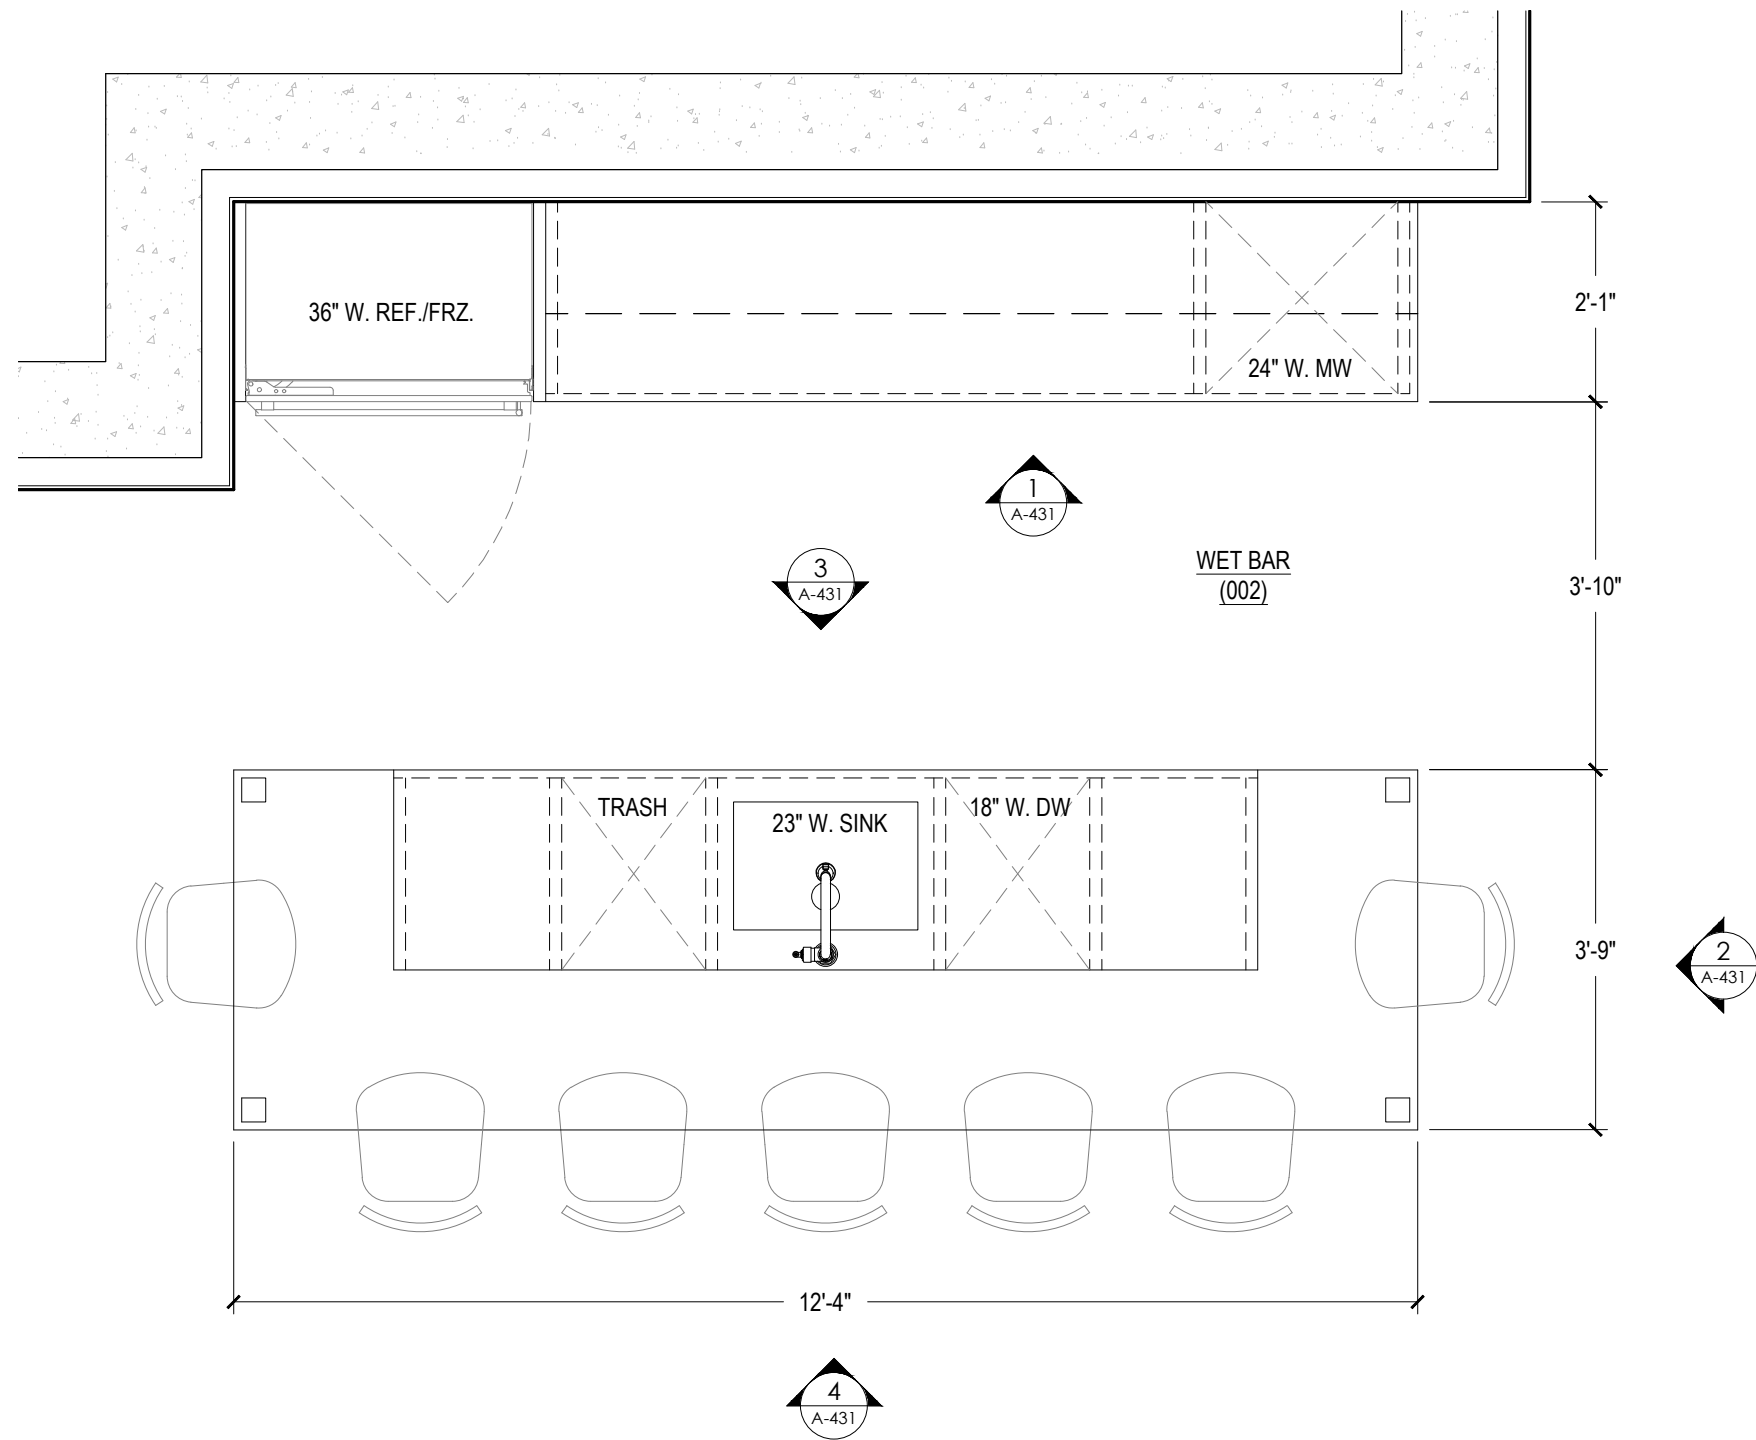 2'-1"
36" W. REF./FRZ.
24" W. MW
1
A-431
3
A-431
WET BAR
(002)
3'-10"
TRASH
23" W. SINK
18" W. DW
3'-9"
2
A-431
12'-4"
4
A-431